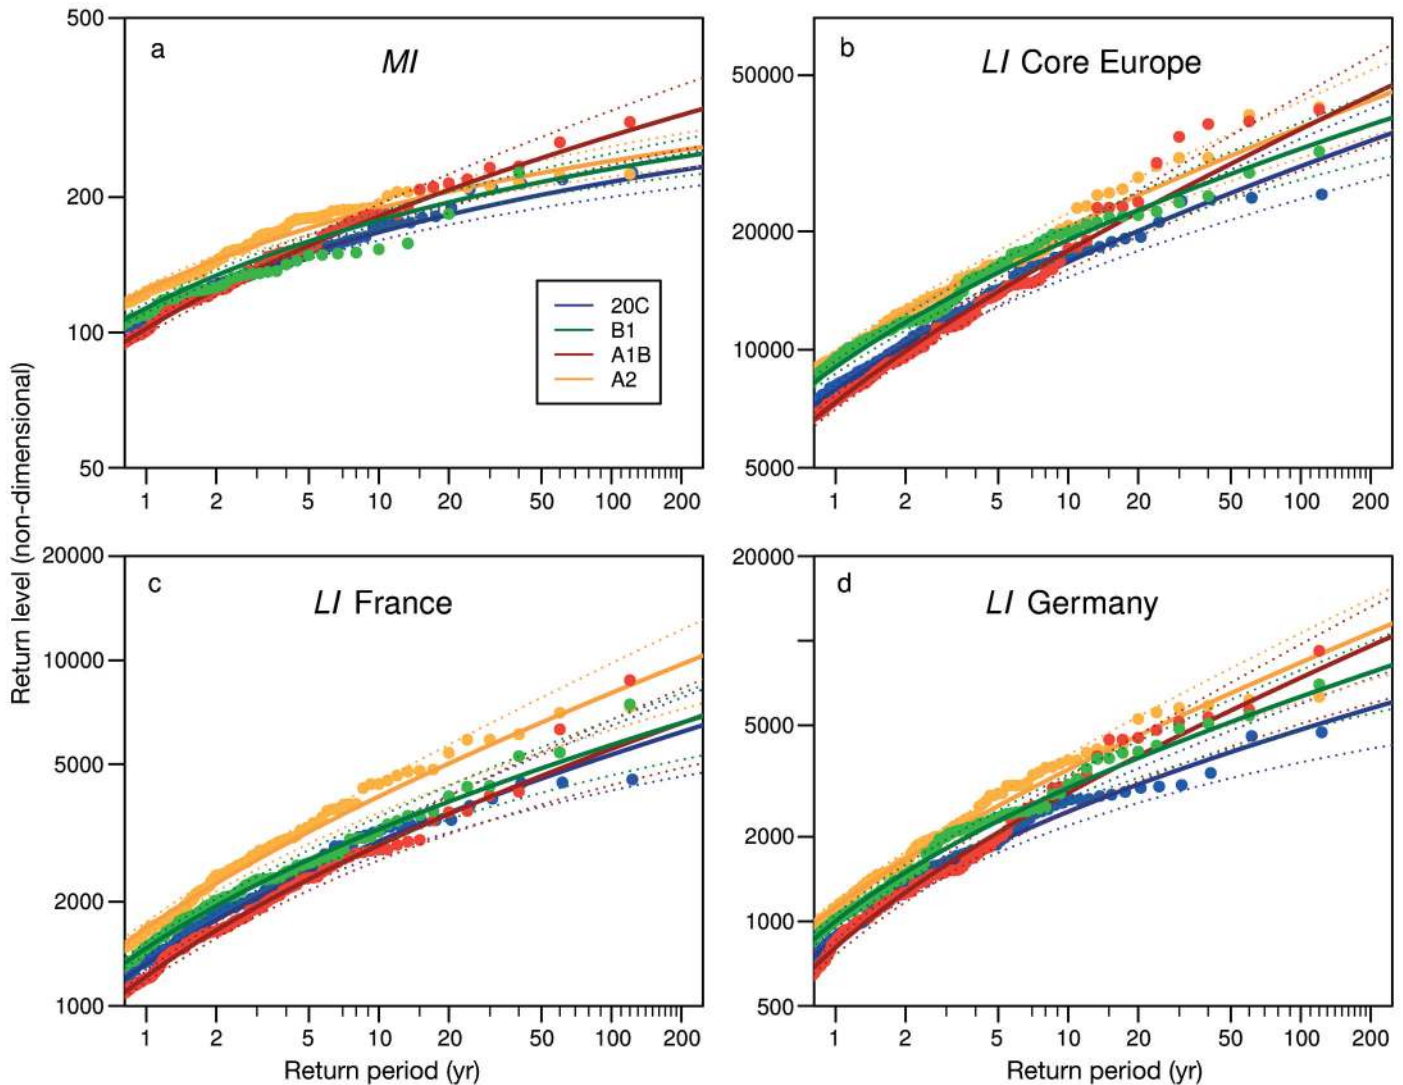 Return level (non-dimensional)
a
MI
500
200
100
50
1 2 5 10 20 50 100 200
20C
B1
A1B
A2
b
LI Core Europe
50000
20000
10000
5000
1 2 5 10 20 50 100 200
c
LI France
20000
10000
5000
2000
1000
1 2 5 10 20 50 100 200
Return period (yr)
d
LI Germany
20000
5000
2000
1000
500
1 2 5 10 20 50 100 200
Return period (yr)